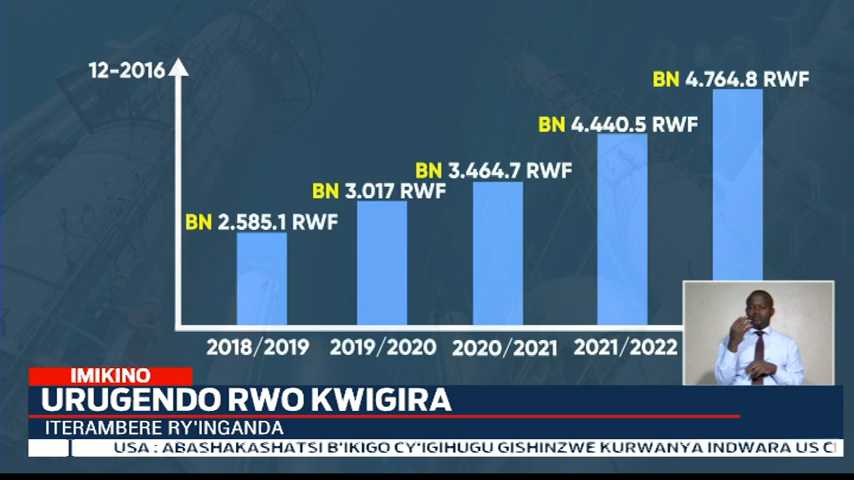 12-2016
BN 4.764.8 RWF
BN 4.440.5 RWF
BN 3.464.7 RWF
BN 3.017 RWF
BN 2.585.1 RWF
2018/2019 2019/2020 2020/2021 2021/2022
IMIKINO
URUGENDO RWO KWIGIRA
ITERAMBERE RY'INGANDA
USA : ABASHAKASHATSI B'IKIGO CY'IGIHUGU GISHINZWE KURWANYA INDWARA US